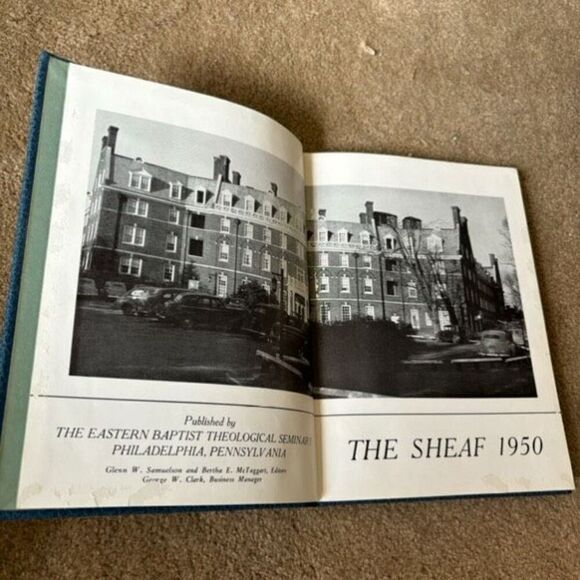 Published by
THE EASTERN BAPTIST THEOLOGICAL SEMINARY
PHILADELPHIA, PENNSYLVANIA
Glenn W. Samuelson and Bertha E. McTaggart, Editors
George W. Clark, Business Manager
THE SHEAF 1950